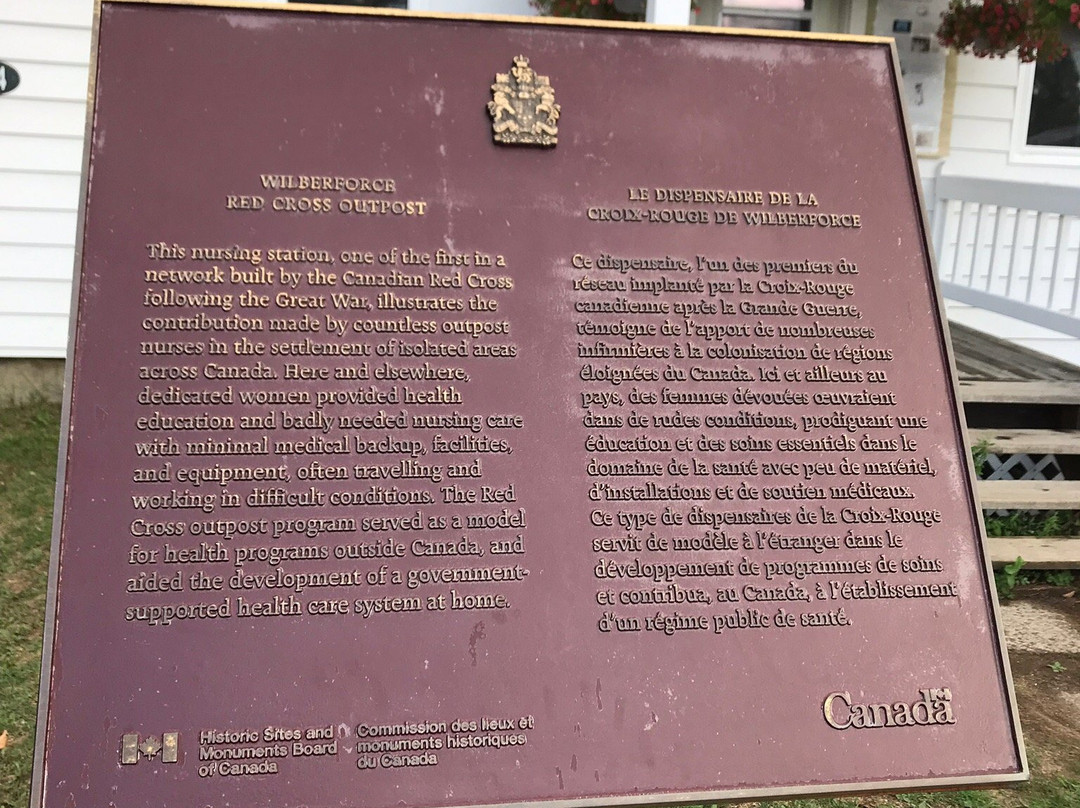 WILBERFORCE
RED CROSS OUTPOST
This nursing station, one of the first in a
network built by the Canadian Red Cross
following the Great War, illustrates the
contribution made by countless outpost
nurses in the settlement of isolated areas
across Canada. Here and elsewhere,
dedicated women provided health
education and badly needed nursing care
with minimal medical backup, facilities,
and equipment, often travelling and
working in difficult conditions. The Red
Cross outpost program served as a model
for health programs outside Canada, and
aided the development of a government-
supported health care system at home.
LE DISPENSAIRE DE LA
CROIX-ROUGE DE WILBERFORCE
Ce dispensaire, l'un des premiers du
réseau implanté par la Croix-Rouge
canadienne après la Grande Guerre,
témoigne de l'apport de nombreuses
infirmières à la colonisation de régions
éloignées du Canada. Ici et ailleurs au
pays, des femmes dévouées œuvraient
dans de rudes conditions, prodiguant une
éducation et des soins essentiels dans le
domaine de la santé avec peu de matériel,
d'installations et de soutien médicaux.
Ce type de dispensaires de la Croix-Rouge
servit de modèle à l'étranger dans le
développement de programmes de soins
et contribua, au Canada, à l'établissement
d'un régime public de santé.
Historic Sites and
Monuments Board
of Canada
Commission des lieux et
monuments historiques
du Canada
Canada